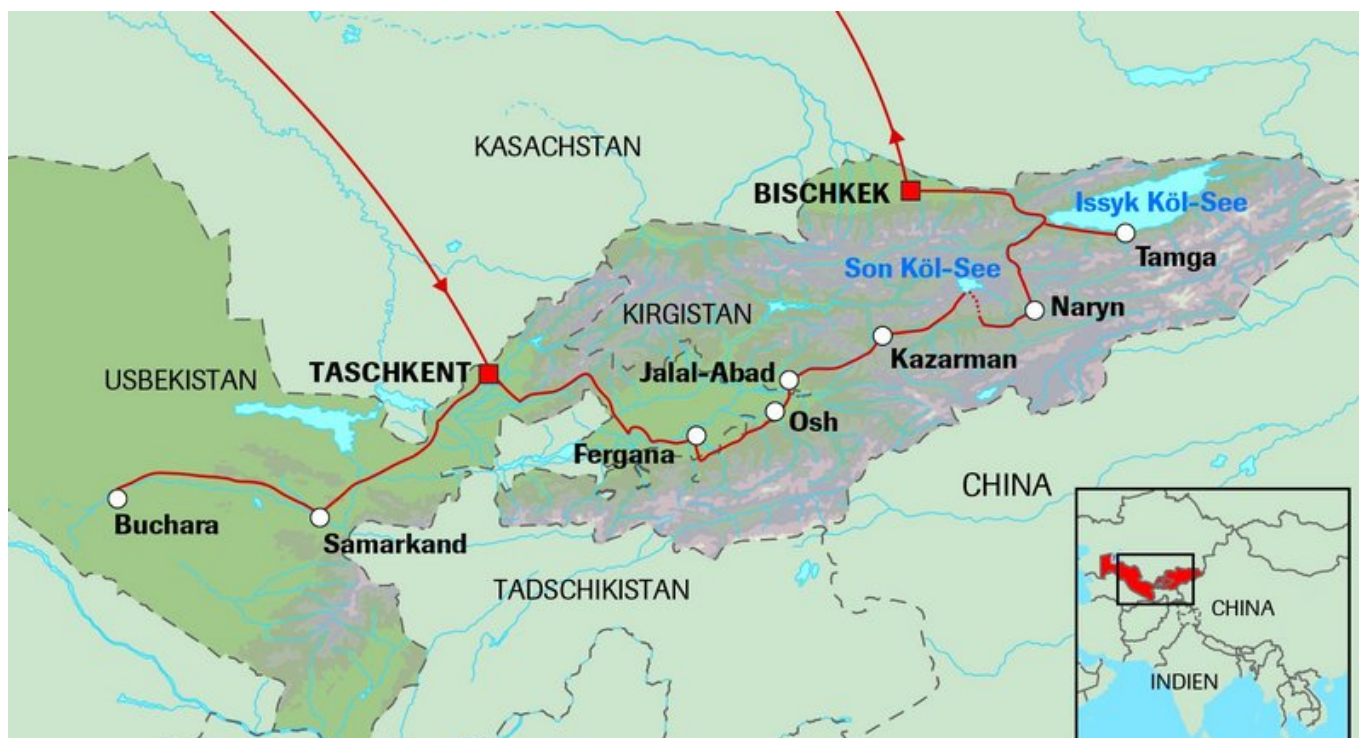 KASACHSTAN
BISCHKEK
Issyk Köl-See
Tamga
Son Köl-See
Naryn
KIRGISTAN
Kazarman
TASCHKENT
Jalal-Abad
USBEKISTAN
Osh
Fergana
CHINA
Buchara
Samarkand
TADSCHIKISTAN
CHINA
INDIEN